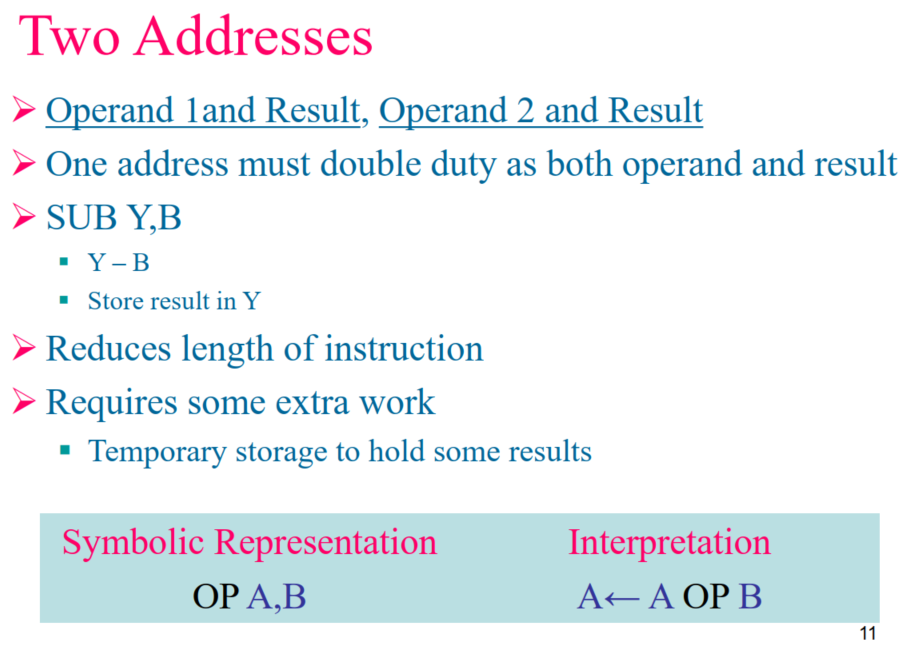 Two Addresses
➢ Operand 1and Result, Operand 2 and Result
➢ One address must double duty as both operand and result
➢ SUB Y,B
▪ Y – B
▪ Store result in Y
➢ Reduces length of instruction
➢ Requires some extra work
▪ Temporary storage to hold some results
Symbolic Representation Interpretation
OP A,B A← A OP B
11